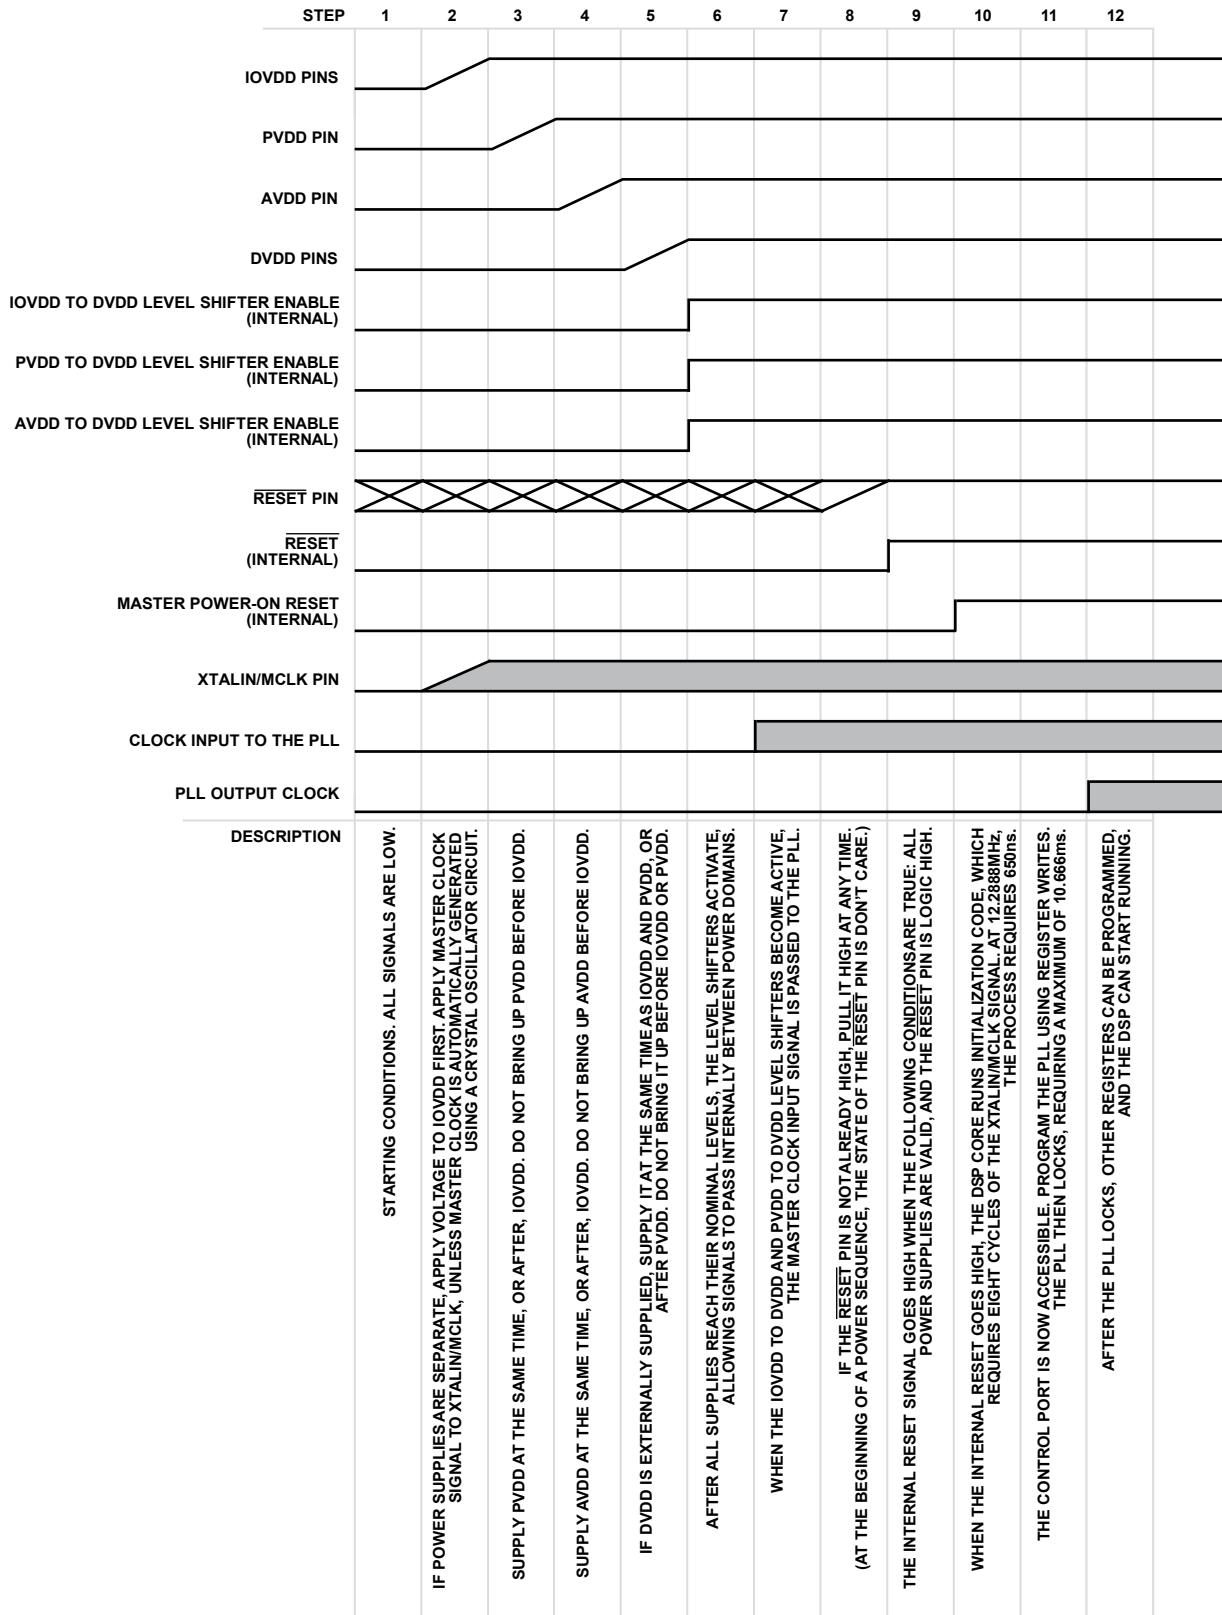 STEP 1 2 3 4 5 6 7 8 9 10 11 12
IOVDD PINS
PVDD PIN
AVDD PIN
DVDD PINS
IOVDD TO DVDD LEVEL SHIFTER ENABLE
(INTERNAL)
PVDD TO DVDD LEVEL SHIFTER ENABLE
(INTERNAL)
AVDD TO DVDD LEVEL SHIFTER ENABLE
(INTERNAL)
RESET PIN
RESET
(INTERNAL)
MASTER POWER-ON RESET
(INTERNAL)
XTALIN/MCLK PIN
CLOCK INPUT TO THE PLL
PLL OUTPUT CLOCK
DESCRIPTION
STARTING CONDITIONS. ALL SIGNALS ARE LOW.
IF POWER SUPPLIES ARE SEPARATE, APPLY VOLTAGE TO IOVDD FIRST. APPLY MASTER CLOCK
SIGNAL TO XTALIN/MCLK, UNLESS MASTER CLOCK IS AUTOMATICALLY GENERATED
USING A CRYSTAL OSCILLATOR CIRCUIT.
SUPPLY PVDD AT THE SAME TIME, OR AFTER, IOVDD. DO NOT BRING UP PVDD BEFORE IOVDD.
SUPPLY AVDD AT THE SAME TIME, OR AFTER, IOVDD. DO NOT BRING UP AVDD BEFORE IOVDD.
IF DVDD IS EXTERNALLY SUPPLIED, SUPPLY IT AT THE SAME TIME AS IOVDD AND PVDD, OR
AFTER PVDD. DO NOT BRING IT UP BEFORE IOVDD OR PVDD.
AFTER ALL SUPPLIES REACH THEIR NOMINAL LEVELS, THE LEVEL SHIFTERS ACTIVATE,
ALLOWING SIGNALS TO PASS INTERNALLY BETWEEN POWER DOMAINS.
WHEN THE IOVDD TO DVDD AND PVDD TO DVDD LEVEL SHIFTERS BECOME ACTIVE,
THE MASTER CLOCK INPUT SIGNAL IS PASSED TO THE PLL.
IF THE RESET PIN IS NOT ALREADY HIGH, PULL IT HIGH AT ANY TIME.
(AT THE BEGINNING OF A POWER SEQUENCE, THE STATE OF THE RESET PIN IS DON'T CARE.)
THE INTERNAL RESET SIGNAL GOES HIGH WHEN THE FOLLOWING CONDITIONSARE TRUE: ALL
POWER SUPPLIES ARE VALID, AND THE RESET PIN IS LOGIC HIGH.
WHEN THE INTERNAL RESET GOES HIGH, THE DSP CORE RUNS INITIALIZATION CODE, WHICH
REQUIRES EIGHT CYCLES OF THE XTALIN/MCLK SIGNAL. AT 12.2888MHz,
THE PROCESS REQUIRES 650ns.
THE CONTROL PORT IS NOW ACCESSIBLE. PROGRAM THE PLL USING REGISTER WRITES.
THE PLL THEN LOCKS, REQUIRING A MAXIMUM OF 10.666ms.
AFTER THE PLL LOCKS, OTHER REGISTERS CAN BE PROGRAMMED,
AND THE DSP CAN START RUNNING.